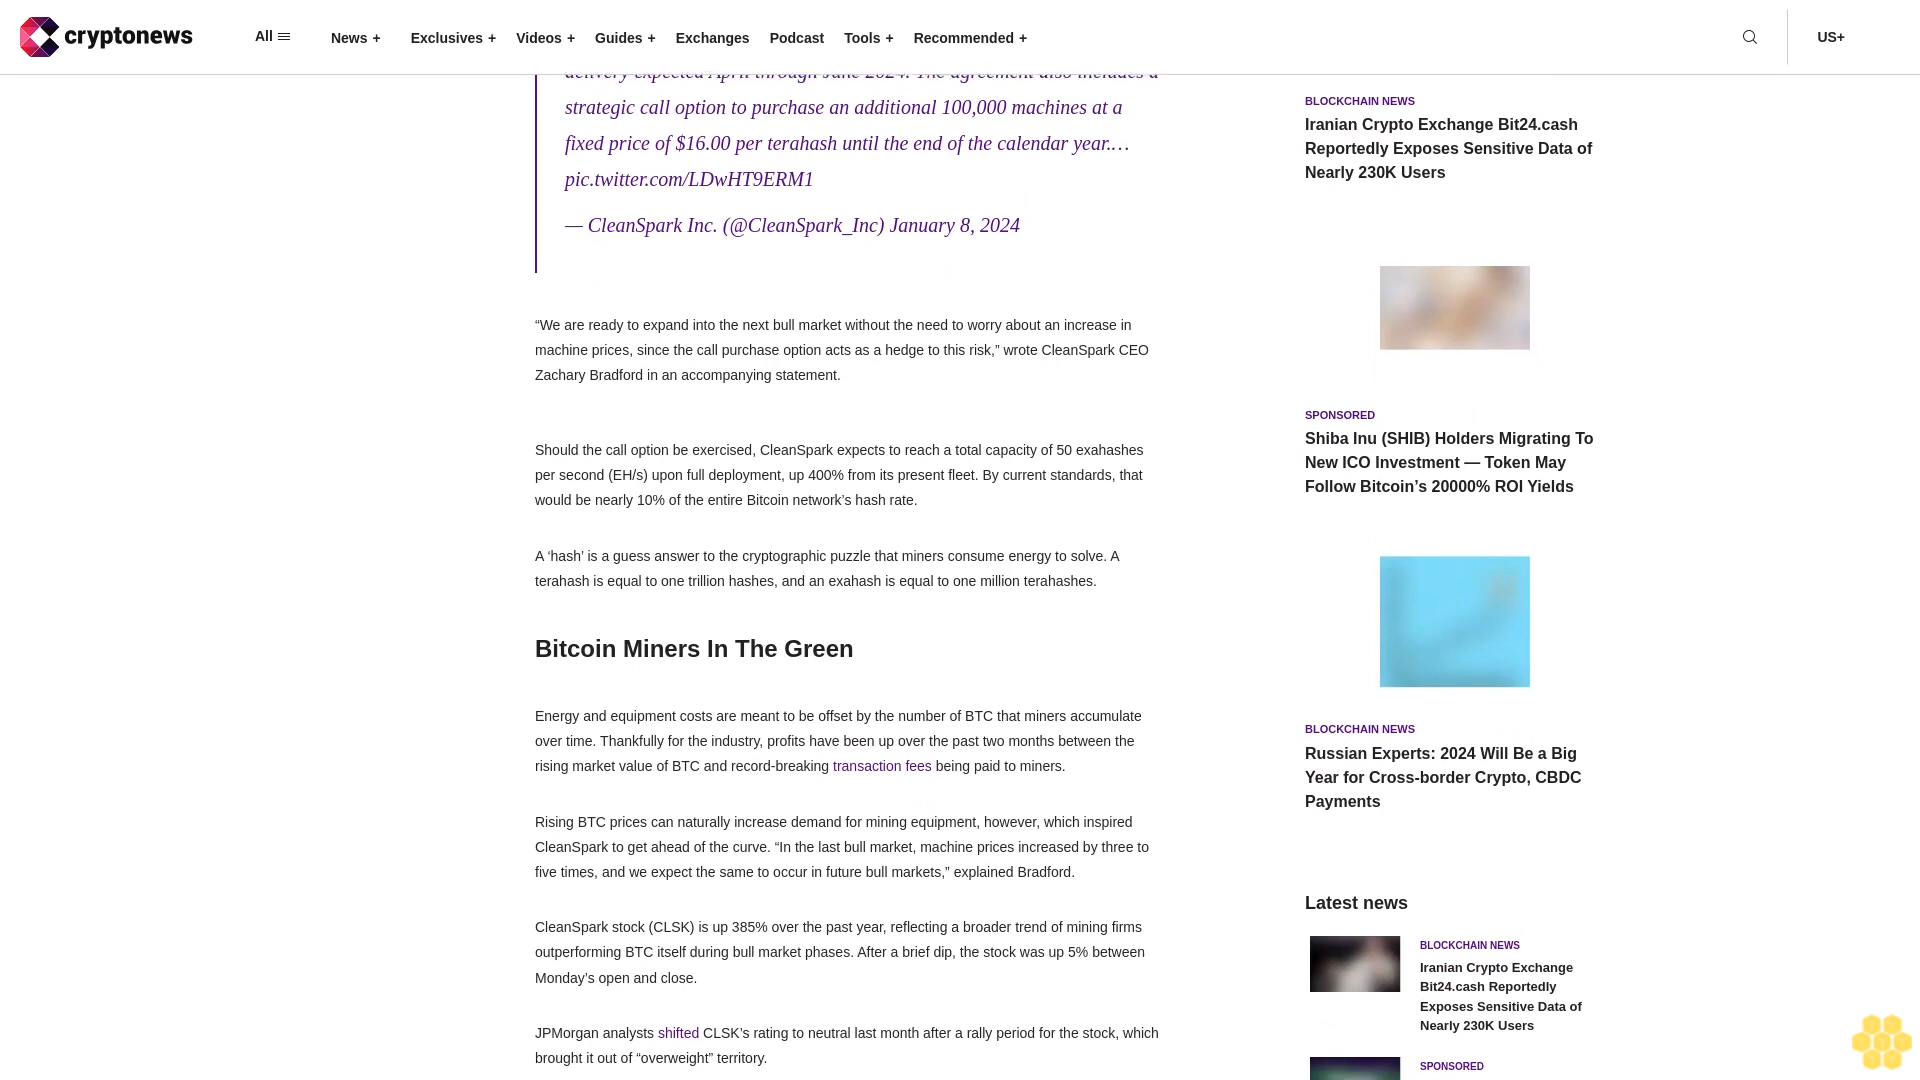 cryptonews
All
News +
Exclusives +
Videos +
Guides +
Exchanges
Podcast
Tools +
Recommended +
US+
delivery expected April through June 2024. The agreement also includes a
strategic call option to purchase an additional 100,000 machines at a
fixed price of $16.00 per terahash until the end of the calendar year.…
pic.twitter.com/LDwHT9ERM1
— CleanSpark Inc. (@CleanSpark_Inc) January 8, 2024
“We are ready to expand into the next bull market without the need to worry about an increase in
machine prices, since the call purchase option acts as a hedge to this risk,” wrote CleanSpark CEO
Zachary Bradford in an accompanying statement.
Should the call option be exercised, CleanSpark expects to reach a total capacity of 50 exahashes
per second (EH/s) upon full deployment, up 400% from its present fleet. By current standards, that
would be nearly 10% of the entire Bitcoin network’s hash rate.
A ‘hash’ is a guess answer to the cryptographic puzzle that miners consume energy to solve. A
terahash is equal to one trillion hashes, and an exahash is equal to one million terahashes.
Bitcoin Miners In The Green
Energy and equipment costs are meant to be offset by the number of BTC that miners accumulate
over time. Thankfully for the industry, profits have been up over the past two months between the
rising market value of BTC and record-breaking transaction fees being paid to miners.
Rising BTC prices can naturally increase demand for mining equipment, however, which inspired
CleanSpark to get ahead of the curve. “In the last bull market, machine prices increased by three to
five times, and we expect the same to occur in future bull markets,” explained Bradford.
CleanSpark stock (CLSK) is up 385% over the past year, reflecting a broader trend of mining firms
outperforming BTC itself during bull market phases. After a brief dip, the stock was up 5% between
Monday’s open and close.
JPMorgan analysts shifted CLSK’s rating to neutral last month after a rally period for the stock, which
brought it out of “overweight” territory.
BLOCKCHAIN NEWS
Iranian Crypto Exchange Bit24.cash
Reportedly Exposes Sensitive Data of
Nearly 230K Users
SPONSORED
Shiba Inu (SHIB) Holders Migrating To
New ICO Investment — Token May
Follow Bitcoin’s 20000% ROI Yields
BLOCKCHAIN NEWS
Russian Experts: 2024 Will Be a Big
Year for Cross-border Crypto, CBDC
Payments
Latest news
BLOCKCHAIN NEWS
Iranian Crypto Exchange
Bit24.cash Reportedly
Exposes Sensitive Data of
Nearly 230K Users
SPONSORED